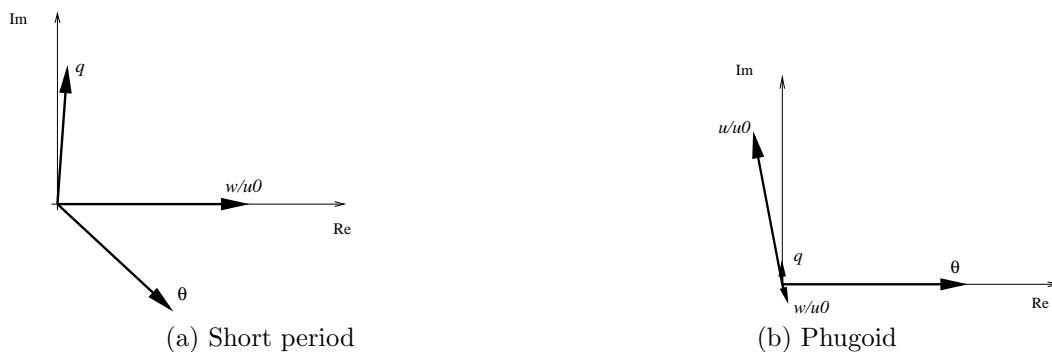 Im
q
w/u0
Re
θ
(a) Short period
Im
u/u0
q
θ
w/u0
Re
(b) Phugoid